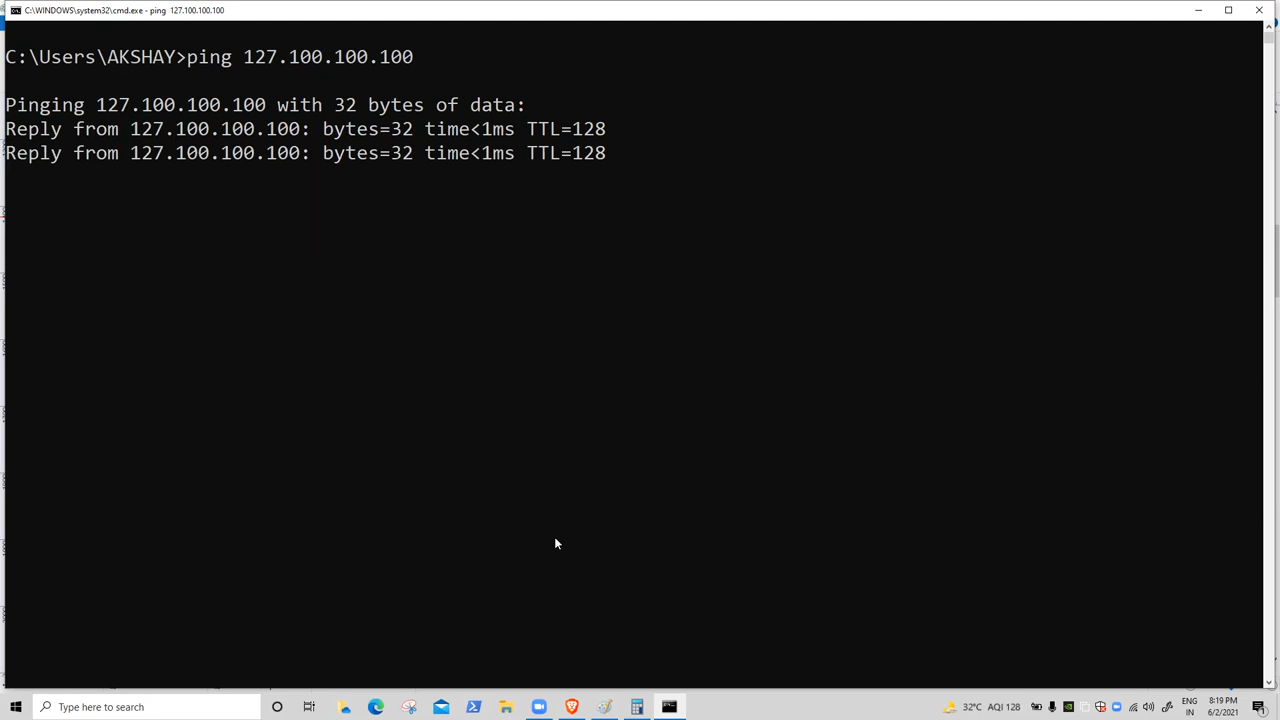 C:\WINDOWS\system32\cmd.exe - ping 127.100.100.100
C:\Users\AKSHAY>ping 127.100.100.100
Pinging 127.100.100.100 with 32 bytes of data:
Reply from 127.100.100.100: bytes=32 time<1ms TTL=128
Reply from 127.100.100.100: bytes=32 time<1ms TTL=128
Type here to search
32°C AQI 128
ENG
IN
8:19 PM
6/2/2021